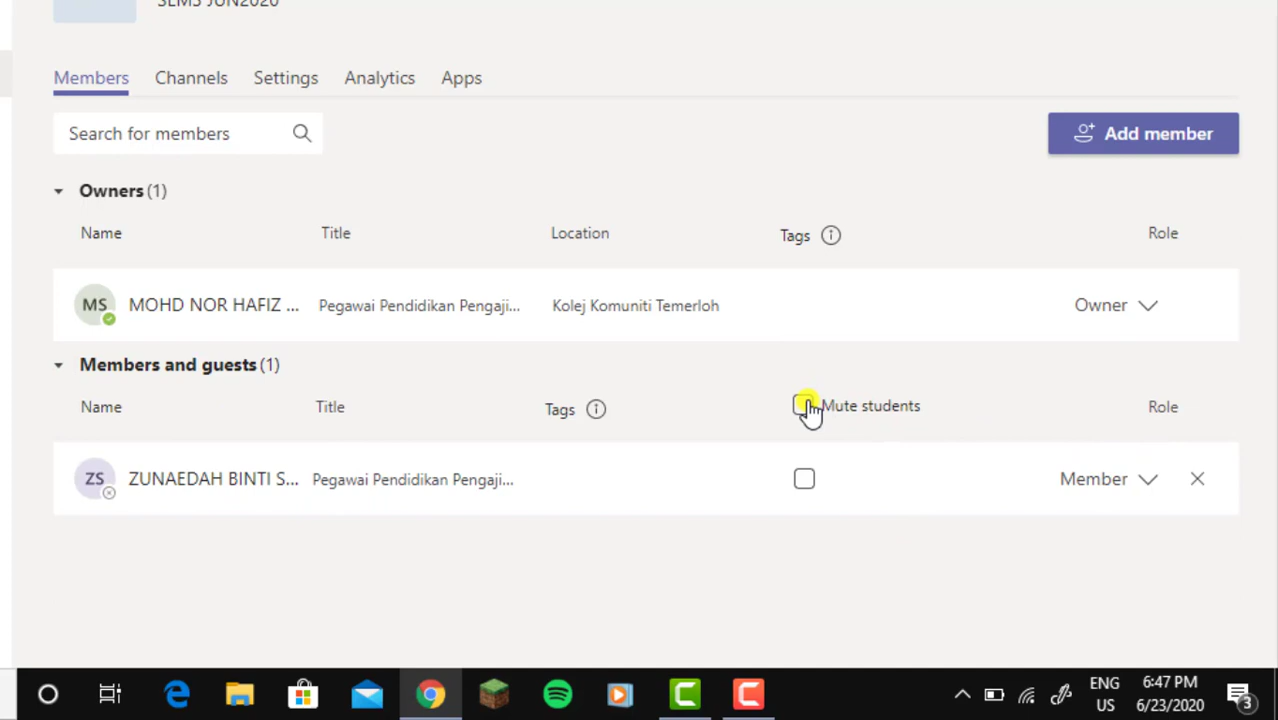 SEM5 JUN2020
Members Channels Settings Analytics Apps
Search for members
Add member
Owners (1)
Name Title Location Tags Role
MS MOHD NOR HAFIZ ... Pegawai Pendidikan Pengaji... Kolej Komuniti Temerloh Owner
Members and guests (1)
Name Title Tags Mute students Role
ZS ZUNAEDAH BINTI S... Pegawai Pendidikan Pengaji... Member
ENG 6:47 PM
US 6/23/2020 3